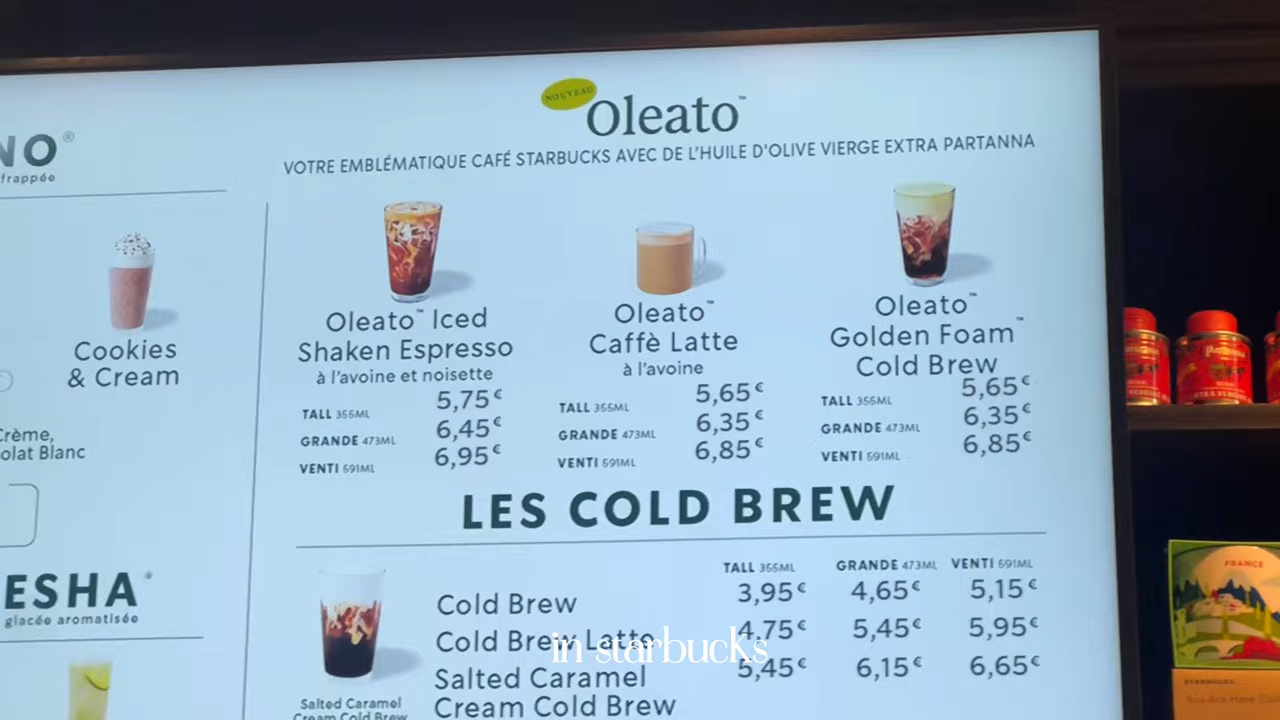 NO®
frappée
Cookies
& Cream
Crème,
olat Blanc
ESHA
glacée aromatisée
NOUVEAU
Oleato™
VOTRE EMBLÉMATIQUE CAFÉ STARBUCKS AVEC DE L'HUILE D'OLIVE VIERGE EXTRA PARTANNA
Oleato™ Iced
Shaken Espresso
à l'avoine et noisette
TALL 355ML 5,75€
GRANDE 473ML 6,45€
VENTI 591ML 6,95€
Oleato™
Caffè Latte
à l'avoine
TALL 355ML 5,65€
GRANDE 473ML 6,35€
VENTI 591ML 6,85€
Oleato™
Golden Foam™
Cold Brew
TALL 355ML 5,65€
GRANDE 473ML 6,35€
VENTI 591ML 6,85€
LES COLD BREW
TALL 355ML GRANDE 473ML VENTI 591ML
Cold Brew 3,95€ 4,65€ 5,15€
Cold Brew Latte 4,75€ 5,45€ 5,95€
Salted Caramel 5,45€ 6,15€ 6,65€
Cream Cold Brew
Salted Caramel
Cream Cold Brew
in starbucks
FRANCE